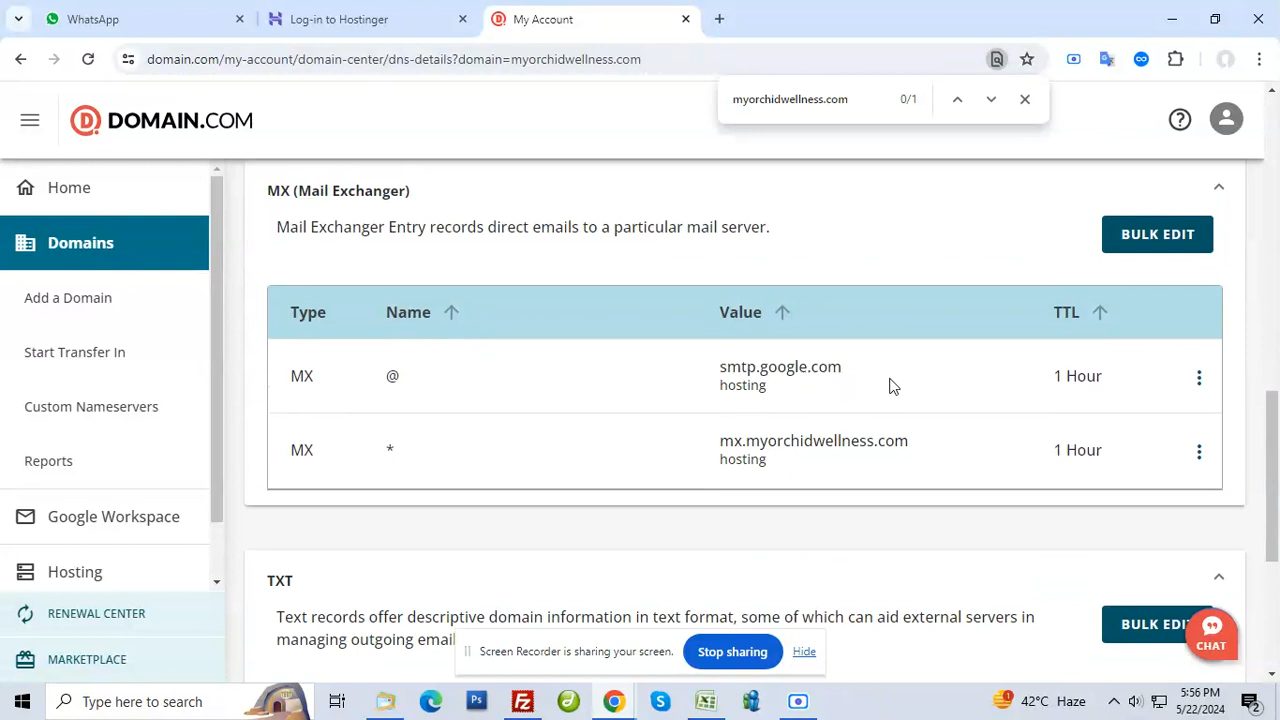 WhatsApp
Log-in to Hostinger
My Account
domain.com/my-account/domain-center/dns-details?domain=myorchidwellness.com
myorchidwellness.com 0/1
DOMAIN.COM
Home
Domains
Add a Domain
Start Transfer In
Custom Nameservers
Reports
Google Workspace
Hosting
RENEWAL CENTER
MARKETPLACE
MX (Mail Exchanger)
Mail Exchanger Entry records direct emails to a particular mail server.
BULK EDIT
Type Name Value TTL
MX @ smtp.google.com 1 Hour
hosting
MX * mx.myorchidwellness.com 1 Hour
hosting
TXT
Text records offer descriptive domain information in text format, some of which can aid external servers in
managing outgoing email
BULK EDI
CHAT
Screen Recorder is sharing your screen. Stop sharing Hide
Type here to search
Ps
Fz
42°C Haze
5:56 PM
5/22/2024
2